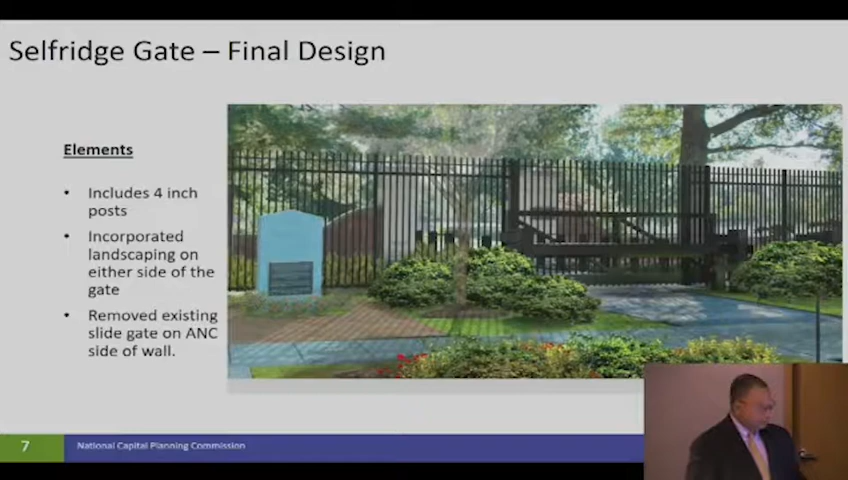 Selfridge Gate – Final Design
Elements
• Includes 4 inch
posts
• Incorporated
landscaping on
either side of the
gate
• Removed existing
slide gate on ANC
side of wall.
7
National Capital Planning Commission